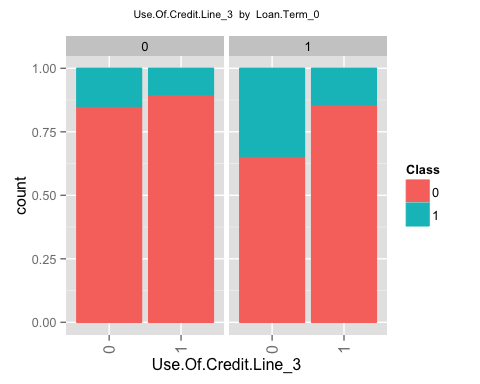 Use.Of.Credit.Line_3 by Loan.Term_0
0 1
1.00
0.75
0.50
0.25
0.00
count
0 1 0 1
Use.Of.Credit.Line_3
Class
0
1